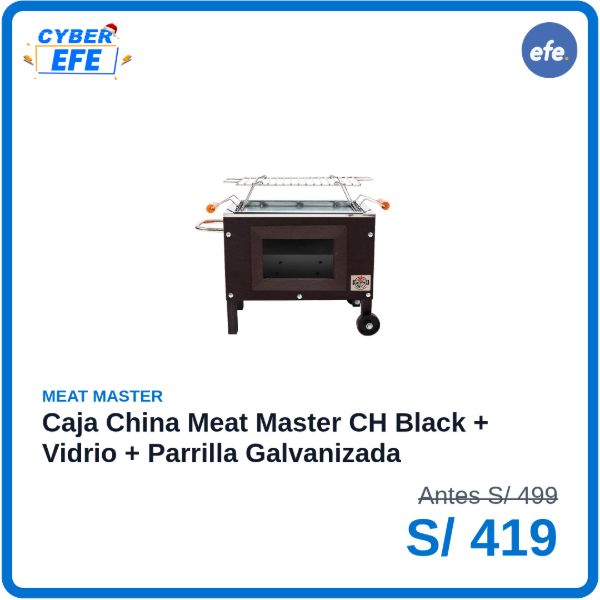 CYBER
EFE
efe.
MEAT MASTER
Caja China Meat Master CH Black +
Vidrio + Parrilla Galvanizada
Antes S/ 499
S/ 419